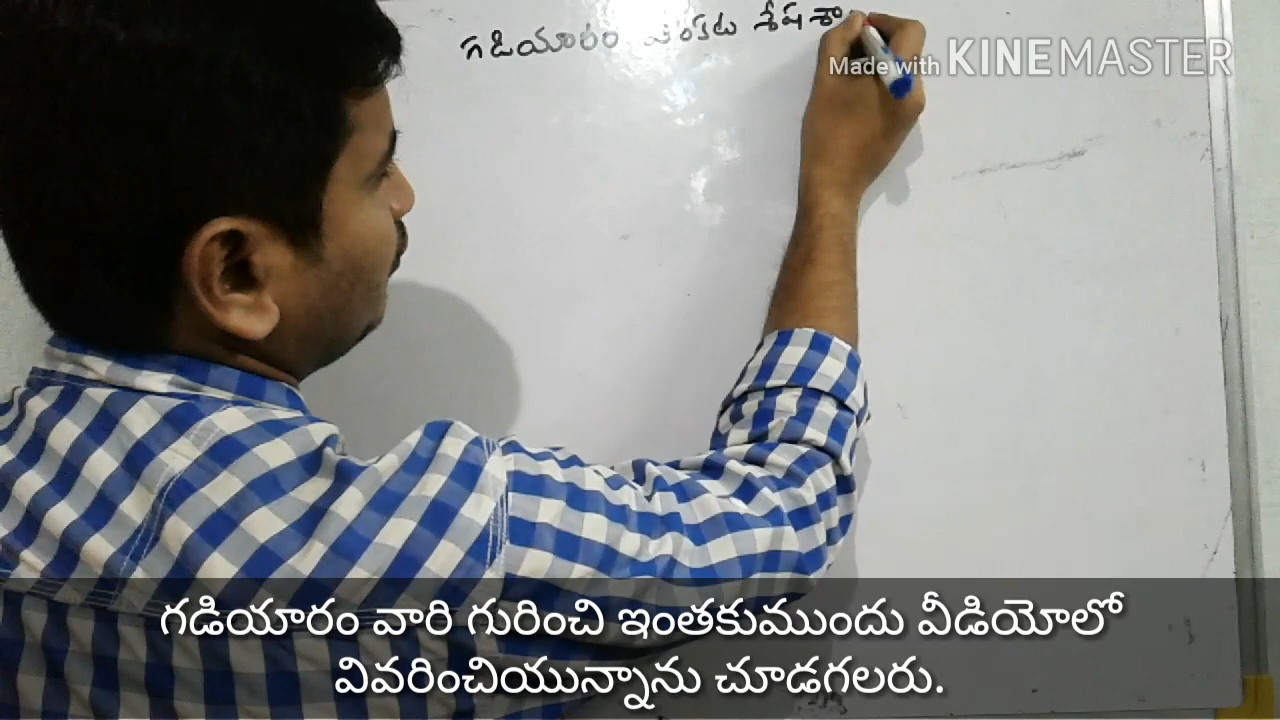 గడియారం వేంకట శేషశా
Made with KINEMASTER
గడియారం వారి గురించి ఇంతకుముందు వీడియోలో
వివరించియున్నాను చూడగలరు.